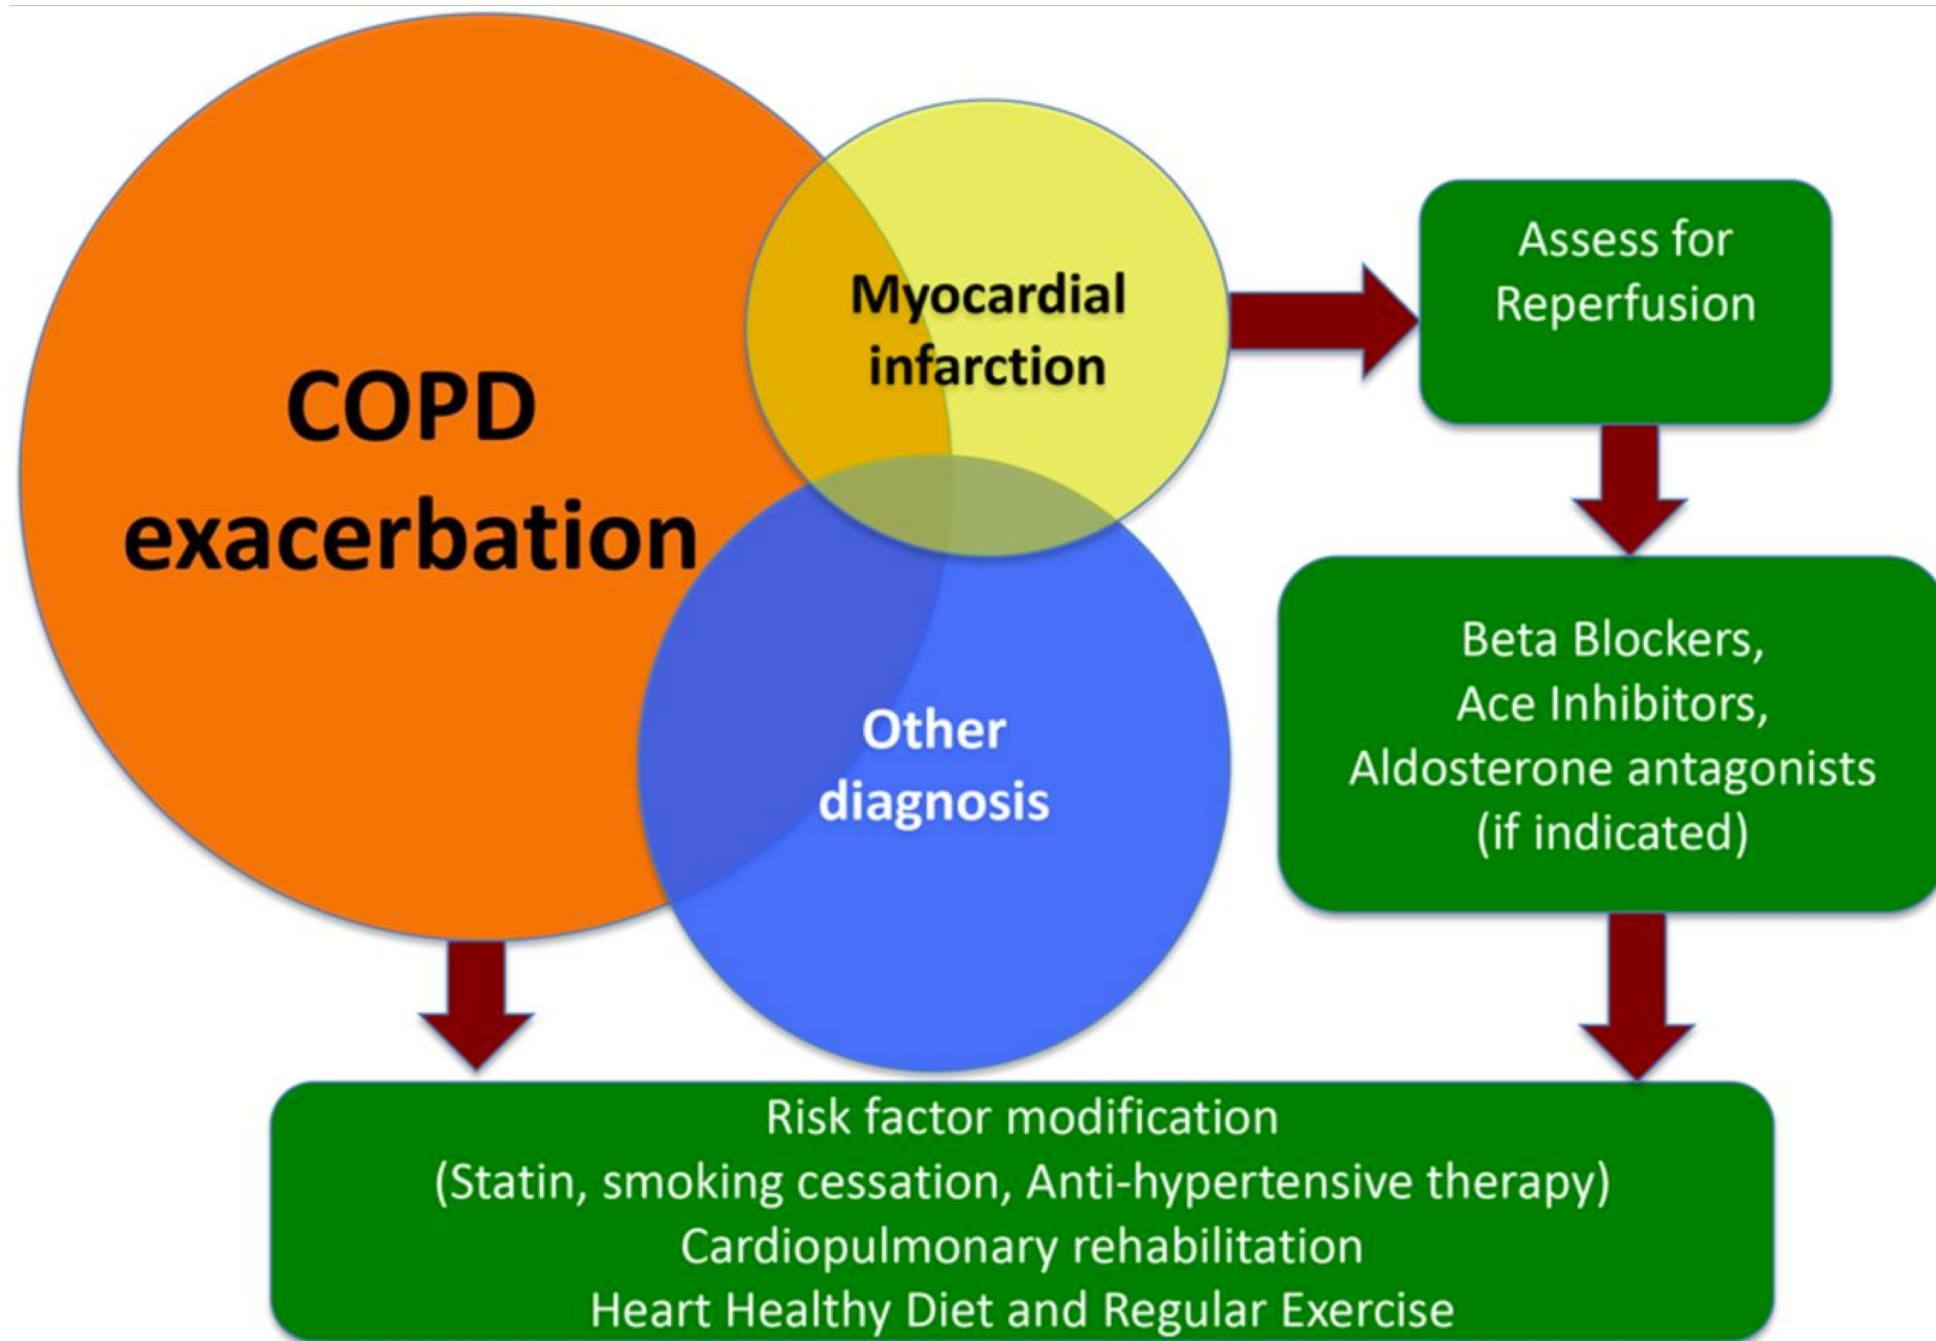 COPD
exacerbation
Myocardial
infarction
Other
diagnosis
Assess for
Reperfusion
Beta Blockers,
Ace Inhibitors,
Aldosterone antagonists
(if indicated)
Risk factor modification
(Statin, smoking cessation, Anti-hypertensive therapy)
Cardiopulmonary rehabilitation
Heart Healthy Diet and Regular Exercise